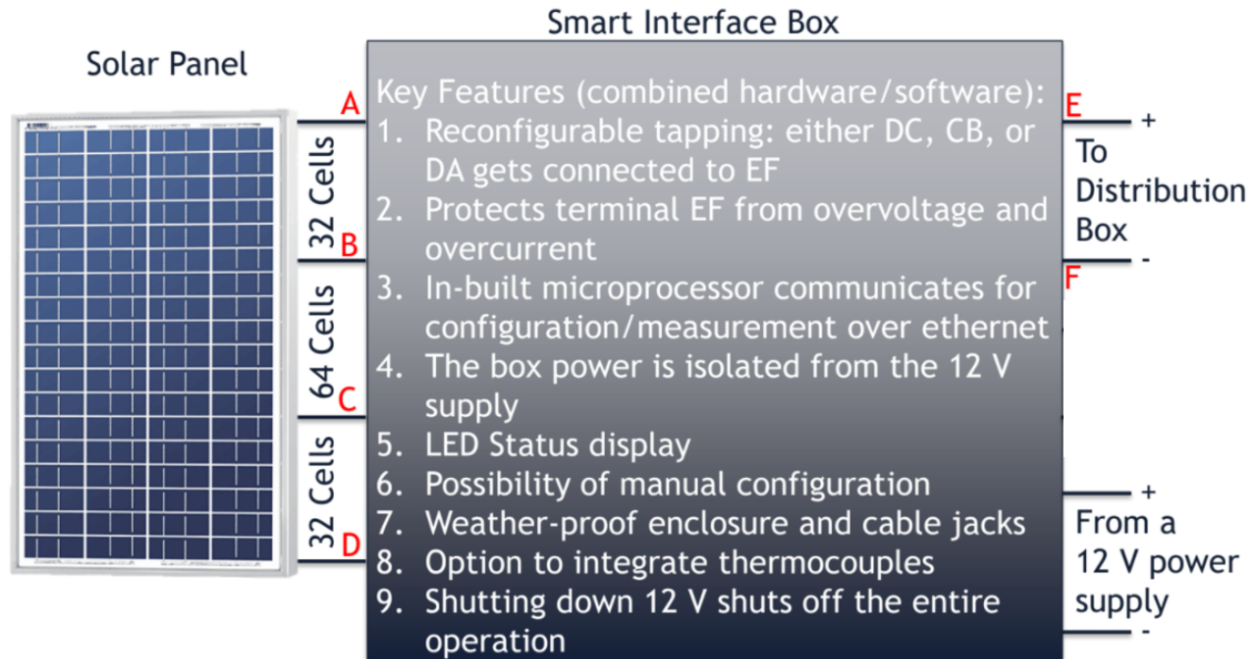 Smart Interface Box
Solar Panel
A
32 Cells
B
64 Cells
C
32 Cells
D
Key Features (combined hardware/software):
1. Reconfigurable tapping: either DC, CB, or
DA gets connected to EF
2. Protects terminal EF from overvoltage and
overcurrent
3. In-built microprocessor communicates for
configuration/measurement over ethernet
4. The box power is isolated from the 12 V
supply
5. LED Status display
6. Possibility of manual configuration
7. Weather-proof enclosure and cable jacks
8. Option to integrate thermocouples
9. Shutting down 12 V shuts off the entire
operation
E
+
To
Distribution
Box
-
F
+
From a
12 V power
supply
-